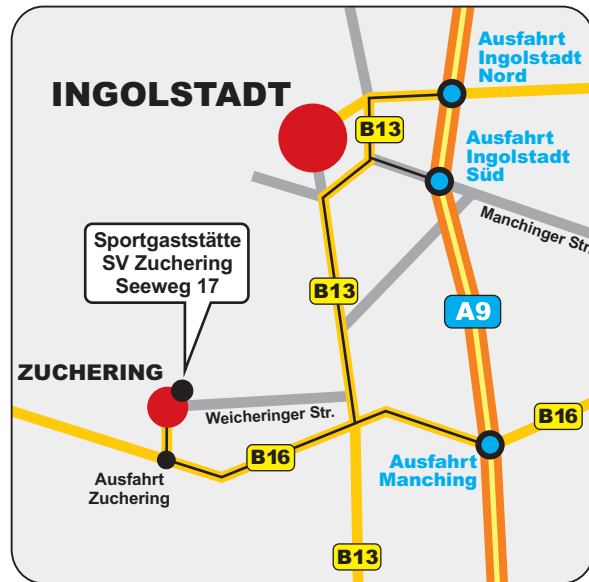 Ausfahrt
Ingolstadt
Nord
INGOLSTADT
B13
Ausfahrt
Ingolstadt
Süd
Manchinger Str.
Sportgaststätte
SV Zuchering
Seeweg 17
B13
A9
ZUCHERING
Weicheringer Str.
B16
B16
Ausfahrt
Zuchering
Ausfahrt
Manching
B13